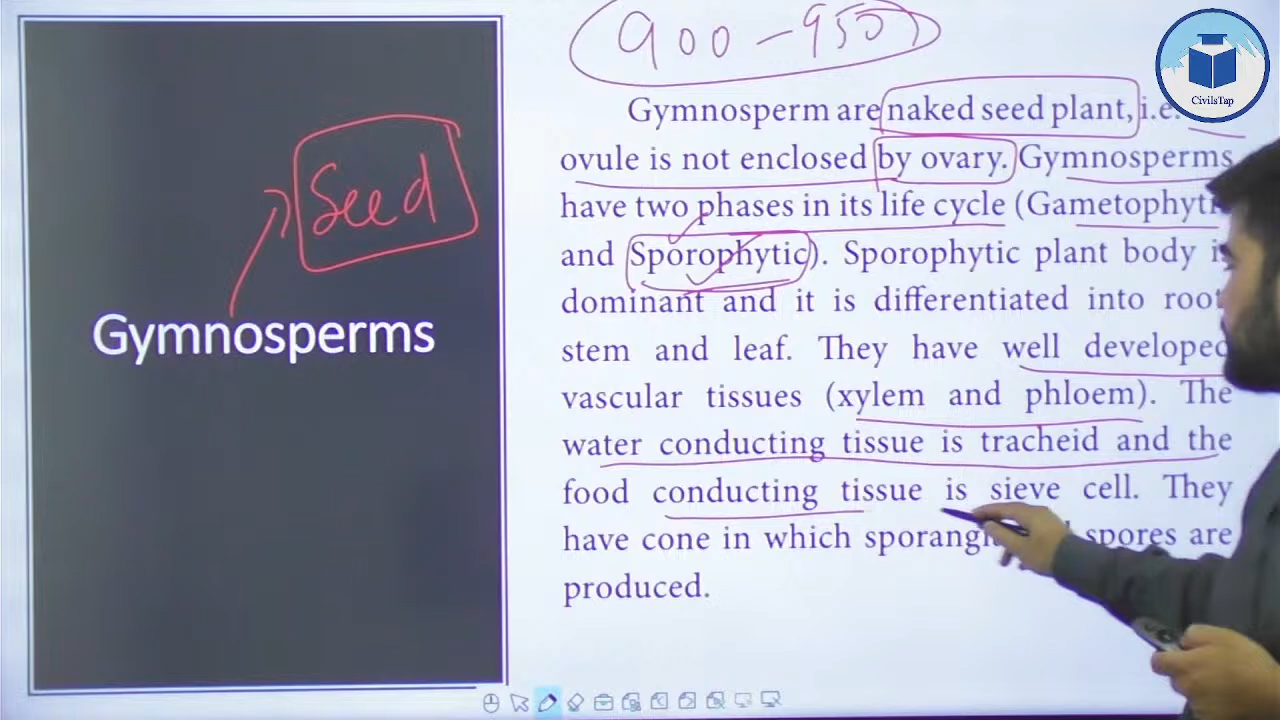 900 - 950
CivilsTap
Gymnosperm are naked seed plant, i.e.
ovule is not enclosed by ovary. Gymnosperms
have two phases in its life cycle (Gametophyti
and Sporophytic). Sporophytic plant body i
dominant and it is differentiated into root
stem and leaf. They have well developed
vascular tissues (xylem and phloem). The
water conducting tissue is tracheid and the
food conducting tissue is sieve cell. They
have cone in which sporangi spores are
produced.
Seed
Gymnosperms